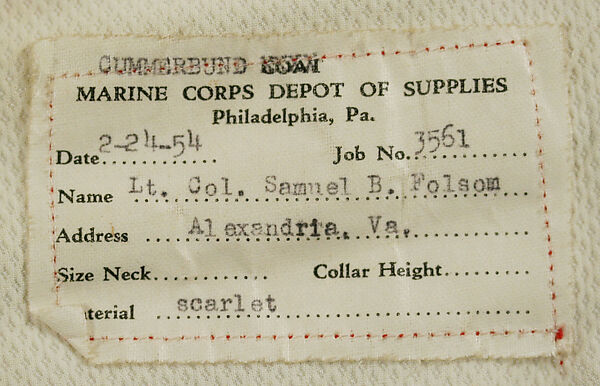 CUMMERBUND COAT
MARINE CORPS DEPOT OF SUPPLIES
Philadelphia, Pa.
Date 2-24-54 Job No. 3561
Name Lt. Col. Samuel B. Folsom
Address Alexandria, Va.
Size Neck............ Collar Height.........
terial scarlet